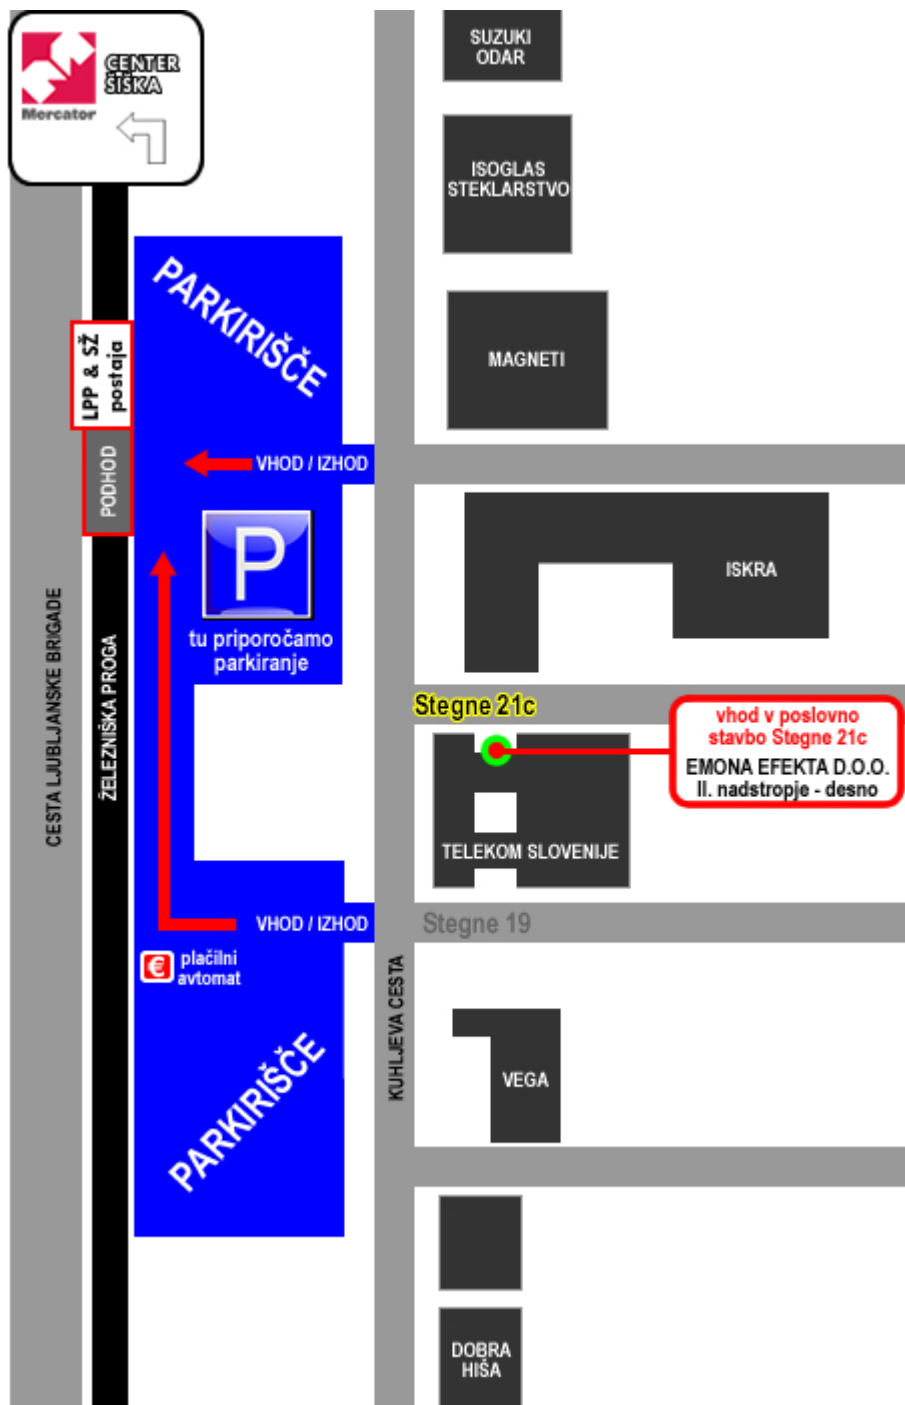 CENTER
ŠIŠKA
Mercator
SUZUKI
ODAR
ISOGLAS
STEKLARSTVO
PARKIRIŠČE
LPP & SŽ
postaja
MAGNETI
PODHOD
VHOD / IZHOD
P
tu priporočamo
parkiranje
ISKRA
CESTA LJUBLJANSKE BRIGADE
ŽELEZNIŠKA PROGA
Stegne 21c
vhod v poslovno
stavbo Stegne 21c
EMONA EFEKTA D.O.O.
II. nadstropje - desno
TELEKOM SLOVENIJE
VHOD / IZHOD
Stegne 19
€
plačilni
avtomat
KUHLJEVA CESTA
PARKIRIŠČE
VEGA
DOBRA
HIŠA